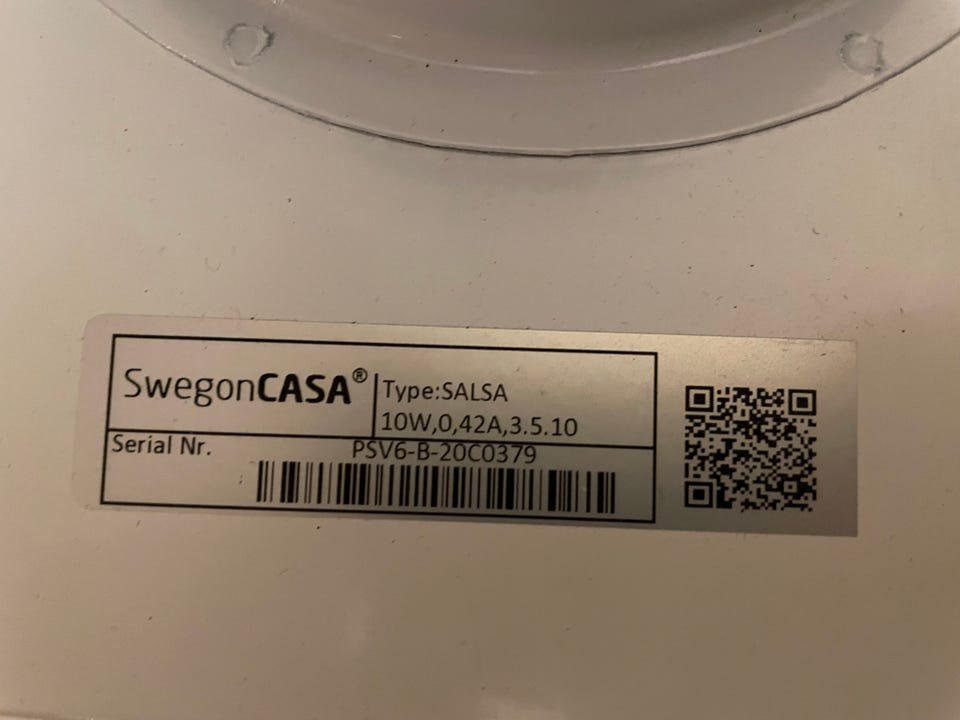 SwegonCASA®
Type:SALSA
10W,0,42A,3.5.10
Serial Nr.
PSV6-B-20C0379